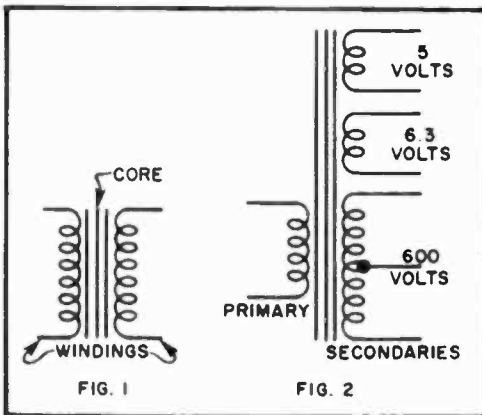 5
VOLTS
6.3
VOLTS
CORE
600
VOLTS
PRIMARY
WINDINGS
SECONDARIES
FIG. 1
FIG. 2